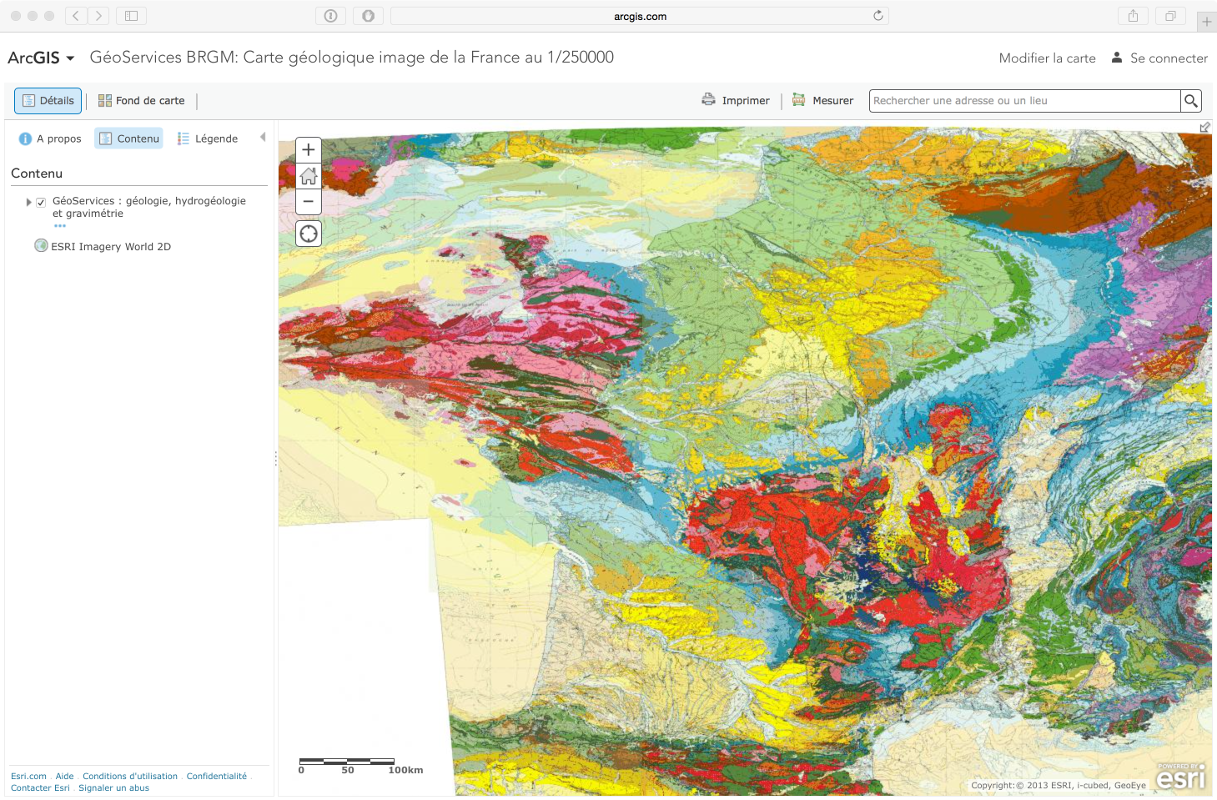 arcgis.com
ArcGIS
GéoServices BRGM: Carte géologique image de la France au 1/250000
Modifier la carte
Se connecter
Détails
Fond de carte
Imprimer
Mesurer
Rechercher une adresse ou un lieu
A propos
Contenu
Légende
Contenu
GéoServices : géologie, hydrogéologie
et gravimétrie
ESRI Imagery World 2D
0 50 100km
Esri.com . Aide . Conditions d'utilisation . Confidentialité .
Contacter Esri . Signaler un abus
Copyright:© 2013 ESRI, i-cubed, GeoEye
POWERED BY
esri